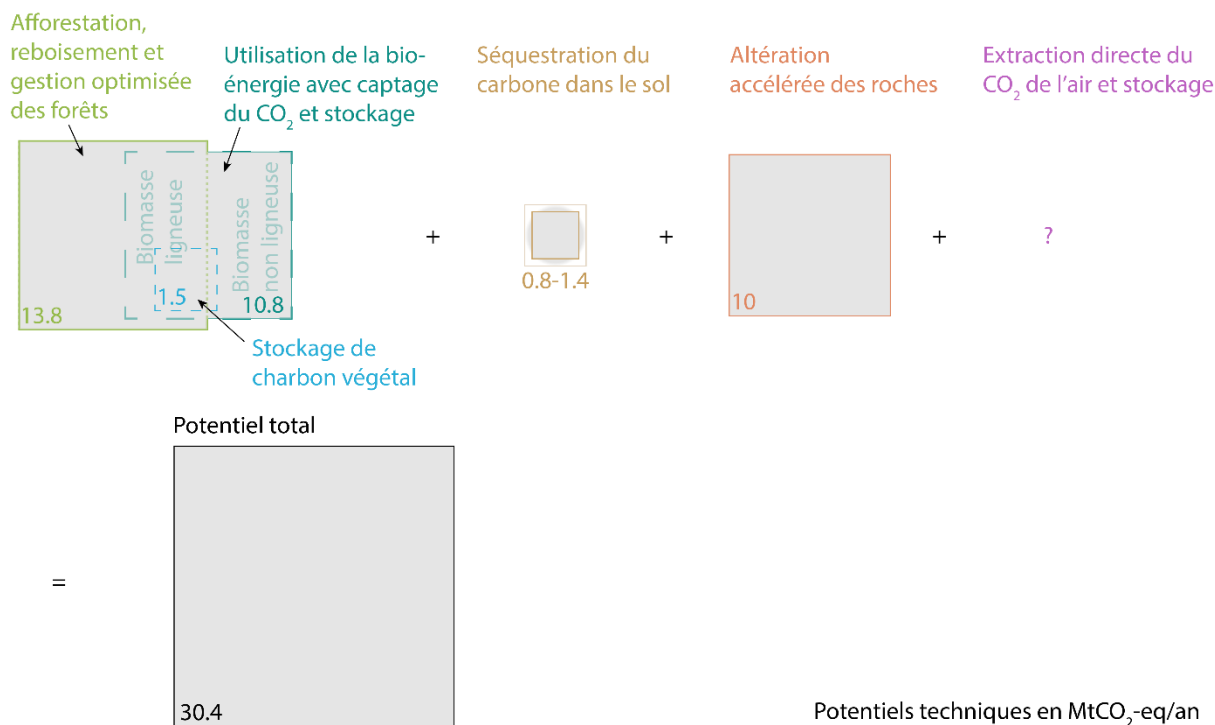 Afforestation,
reboisement et
gestion optimisée
des forêts
Utilisation de la bio-
énergie avec captage
du CO₂ et stockage
Séquestration du
carbone dans le sol
Altération
accélérée des roches
Extraction directe du
CO₂ de l'air et stockage
Biomasse
ligneuse
Biomasse
non ligneuse
13.8
1.5
10.8
+
0.8-1.4
+
10
+
?
Stockage de
charbon végétal
Potentiel total
=
30.4
Potentiels techniques en MtCO₂-eq/an